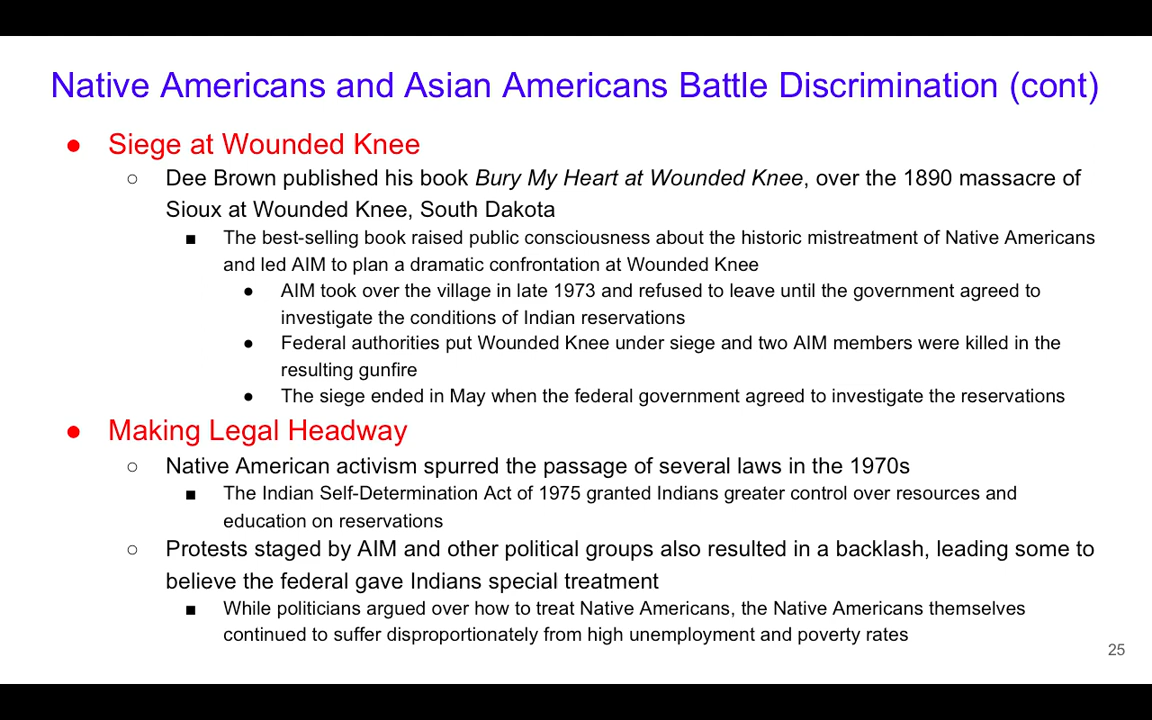 Native Americans and Asian Americans Battle Discrimination (cont)
● Siege at Wounded Knee
○ Dee Brown published his book Bury My Heart at Wounded Knee, over the 1890 massacre of
Sioux at Wounded Knee, South Dakota
■ The best-selling book raised public consciousness about the historic mistreatment of Native Americans
and led AIM to plan a dramatic confrontation at Wounded Knee
● AIM took over the village in late 1973 and refused to leave until the government agreed to
investigate the conditions of Indian reservations
● Federal authorities put Wounded Knee under siege and two AIM members were killed in the
resulting gunfire
● The siege ended in May when the federal government agreed to investigate the reservations
● Making Legal Headway
○ Native American activism spurred the passage of several laws in the 1970s
■ The Indian Self-Determination Act of 1975 granted Indians greater control over resources and
education on reservations
○ Protests staged by AIM and other political groups also resulted in a backlash, leading some to
believe the federal gave Indians special treatment
■ While politicians argued over how to treat Native Americans, the Native Americans themselves
continued to suffer disproportionately from high unemployment and poverty rates
25